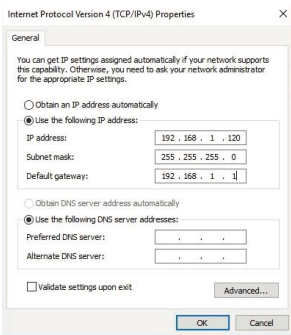 Internet Protocol Version 4 (TCP/IPv4) Properties
General
You can get IP settings assigned automatically if your network supports
this capability. Otherwise, you need to ask your network administrator
for the appropriate IP settings.
Obtain an IP address automatically
Use the following IP address:
IP address: 192 . 168 . 1 . 120
Subnet mask: 255 . 255 . 255 . 0
Default gateway: 192 . 168 . 1 . 1
Obtain DNS server address automatically
Use the following DNS server addresses:
Preferred DNS server: . . .
Alternate DNS server: . . .
Validate settings upon exit
Advanced...
OK Cancel